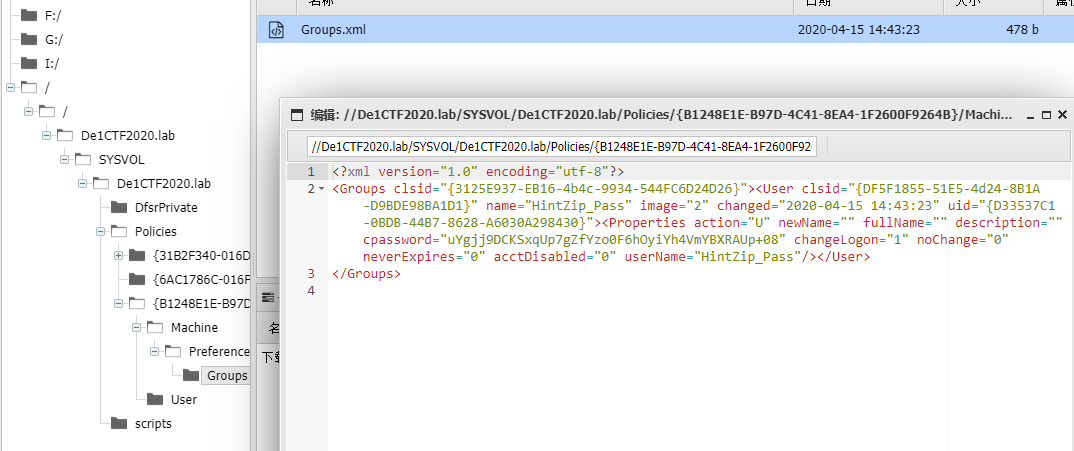 F:/
G:/
I:/
/
/
De1CTF2020.lab
SYSVOL
De1CTF2020.lab
DfsrPrivate
Policies
{31B2F340-016D
{6AC1786C-016F
{B1248E1E-B97D
Machine
Preference
Groups
User
scripts
名称 日期 大小
Groups.xml 2020-04-15 14:43:23 478 b
编辑: //De1CTF2020.lab/SYSVOL/De1CTF2020.lab/Policies/{B1248E1E-B97D-4C41-8EA4-1F2600F9264B}/Machin...
//De1CTF2020.lab/SYSVOL/De1CTF2020.lab/Policies/{B1248E1E-B97D-4C41-8EA4-1F2600F92
1 <?xml version="1.0" encoding="utf-8"?>
2 <Groups clsid="{3125E937-EB16-4b4c-9934-544FC6D24D26}"><User clsid="{DF5F1855-51E5-4d24-8B1A
-D9BDE98BA1D1}" name="HintZip_Pass" image="2" changed="2020-04-15 14:43:23" uid="{D33537C1
-0BDB-44B7-8628-A6030A298430}"><Properties action="U" newName="" fullName="" description=""
cpassword="uYgjj9DCKSxqUp7gZfYzo0F6hOyiYh4VmYBXRAUp+08" changeLogon="1" noChange="0"
neverExpires="0" acctDisabled="0" userName="HintZip_Pass"/></User>
3 </Groups>
4